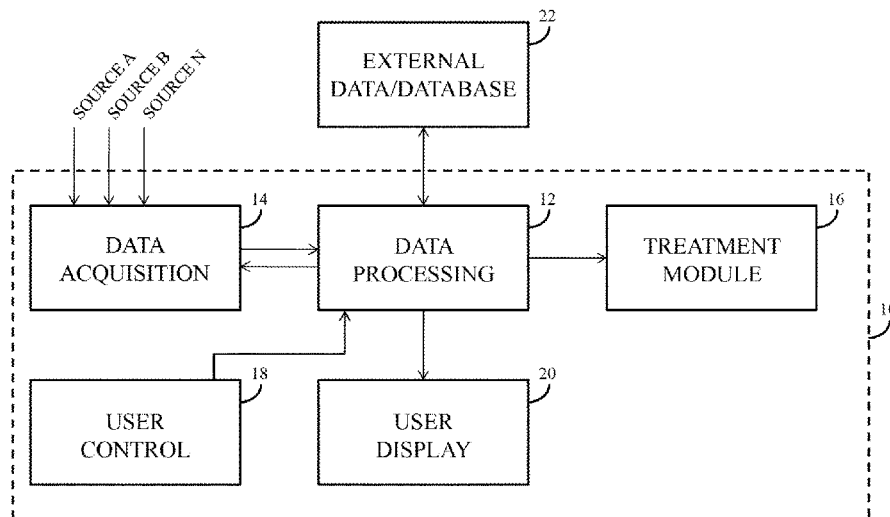 22
EXTERNAL
DATA/DATABASE
SOURCE A
SOURCE B
SOURCE N
14
DATA
ACQUISITION
12
DATA
PROCESSING
16
TREATMENT
MODULE
18
USER
CONTROL
20
USER
DISPLAY